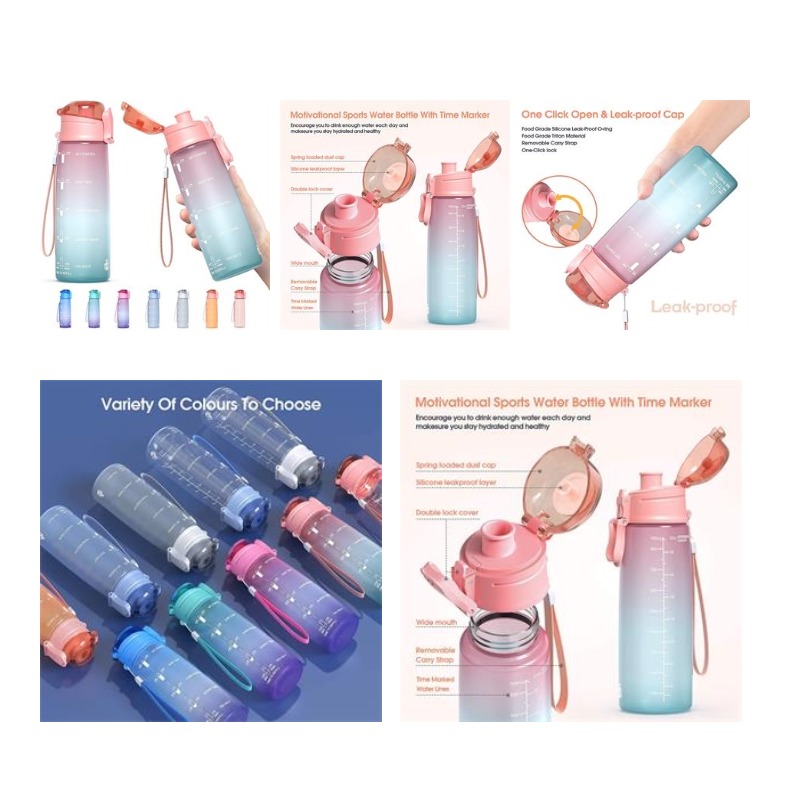 Motivational Sports Water Bottle With Time Marker
Encourage you to drink enough water each day and
makesure you stay hydrated and healthy
Spring loaded dust cap
Silicone leakproof layer
Double lock cover
Wide mouth
Removable
Carry Strap
Time Marked
Water Lines
One Click Open & Leak-proof Cap
Food Grade Silicone Leak-Proof O-ring
Food Grade Tritan Material
Removable Carry Strap
One-Click lock
Leak-proof
Variety Of Colours To Choose
Motivational Sports Water Bottle With Time Marker
Encourage you to drink enough water each day and
makesure you stay hydrated and healthy
Spring loaded dust cap
Silicone leakproof layer
Double lock cover
Wide mouth
Removable
Carry Strap
Time Marked
Water Lines